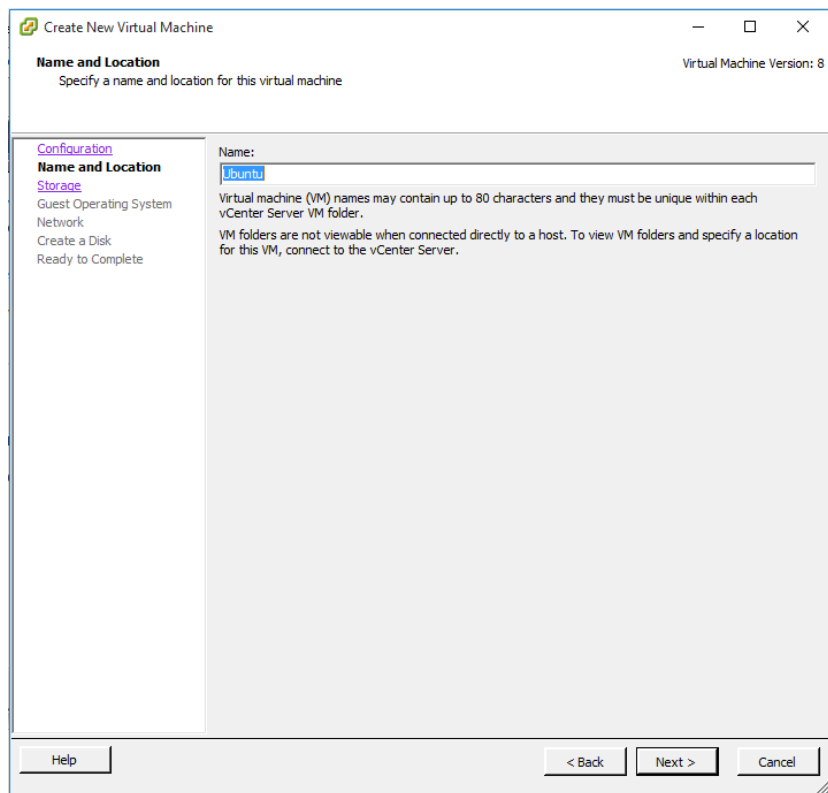 Create New Virtual Machine
Name and Location
Specify a name and location for this virtual machine
Virtual Machine Version: 8
Configuration
Name and Location
Storage
Guest Operating System
Network
Create a Disk
Ready to Complete
Name:
Ubuntu
Virtual machine (VM) names may contain up to 80 characters and they must be unique within each
vCenter Server VM folder.
VM folders are not viewable when connected directly to a host. To view VM folders and specify a location
for this VM, connect to the vCenter Server.
Help
< Back
Next >
Cancel